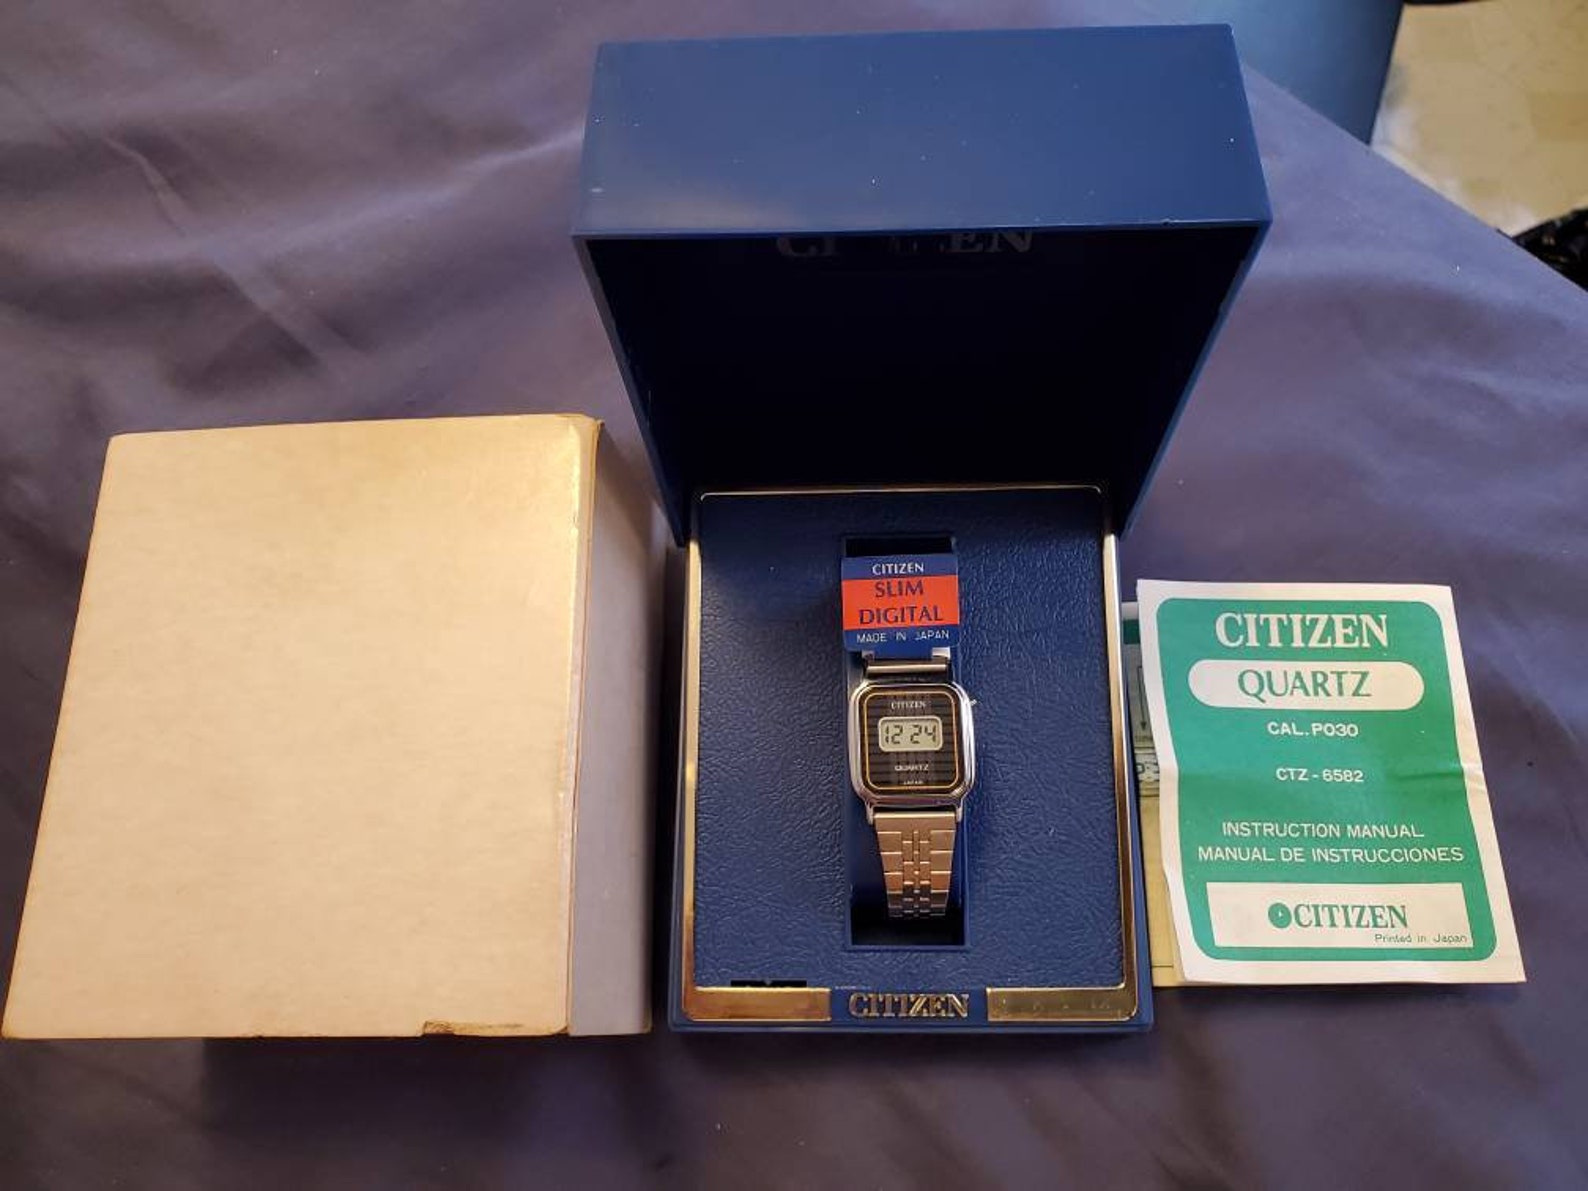 CITIZEN
SLIM
DIGITAL
MADE IN JAPAN
CITIZEN
12 24
QUARTZ
JAPAN
CITIZEN
CITIZEN
QUARTZ
CAL. P030
CTZ - 6582
INSTRUCTION MANUAL
MANUAL DE INSTRUCCIONES
CITIZEN
Printed in Japan